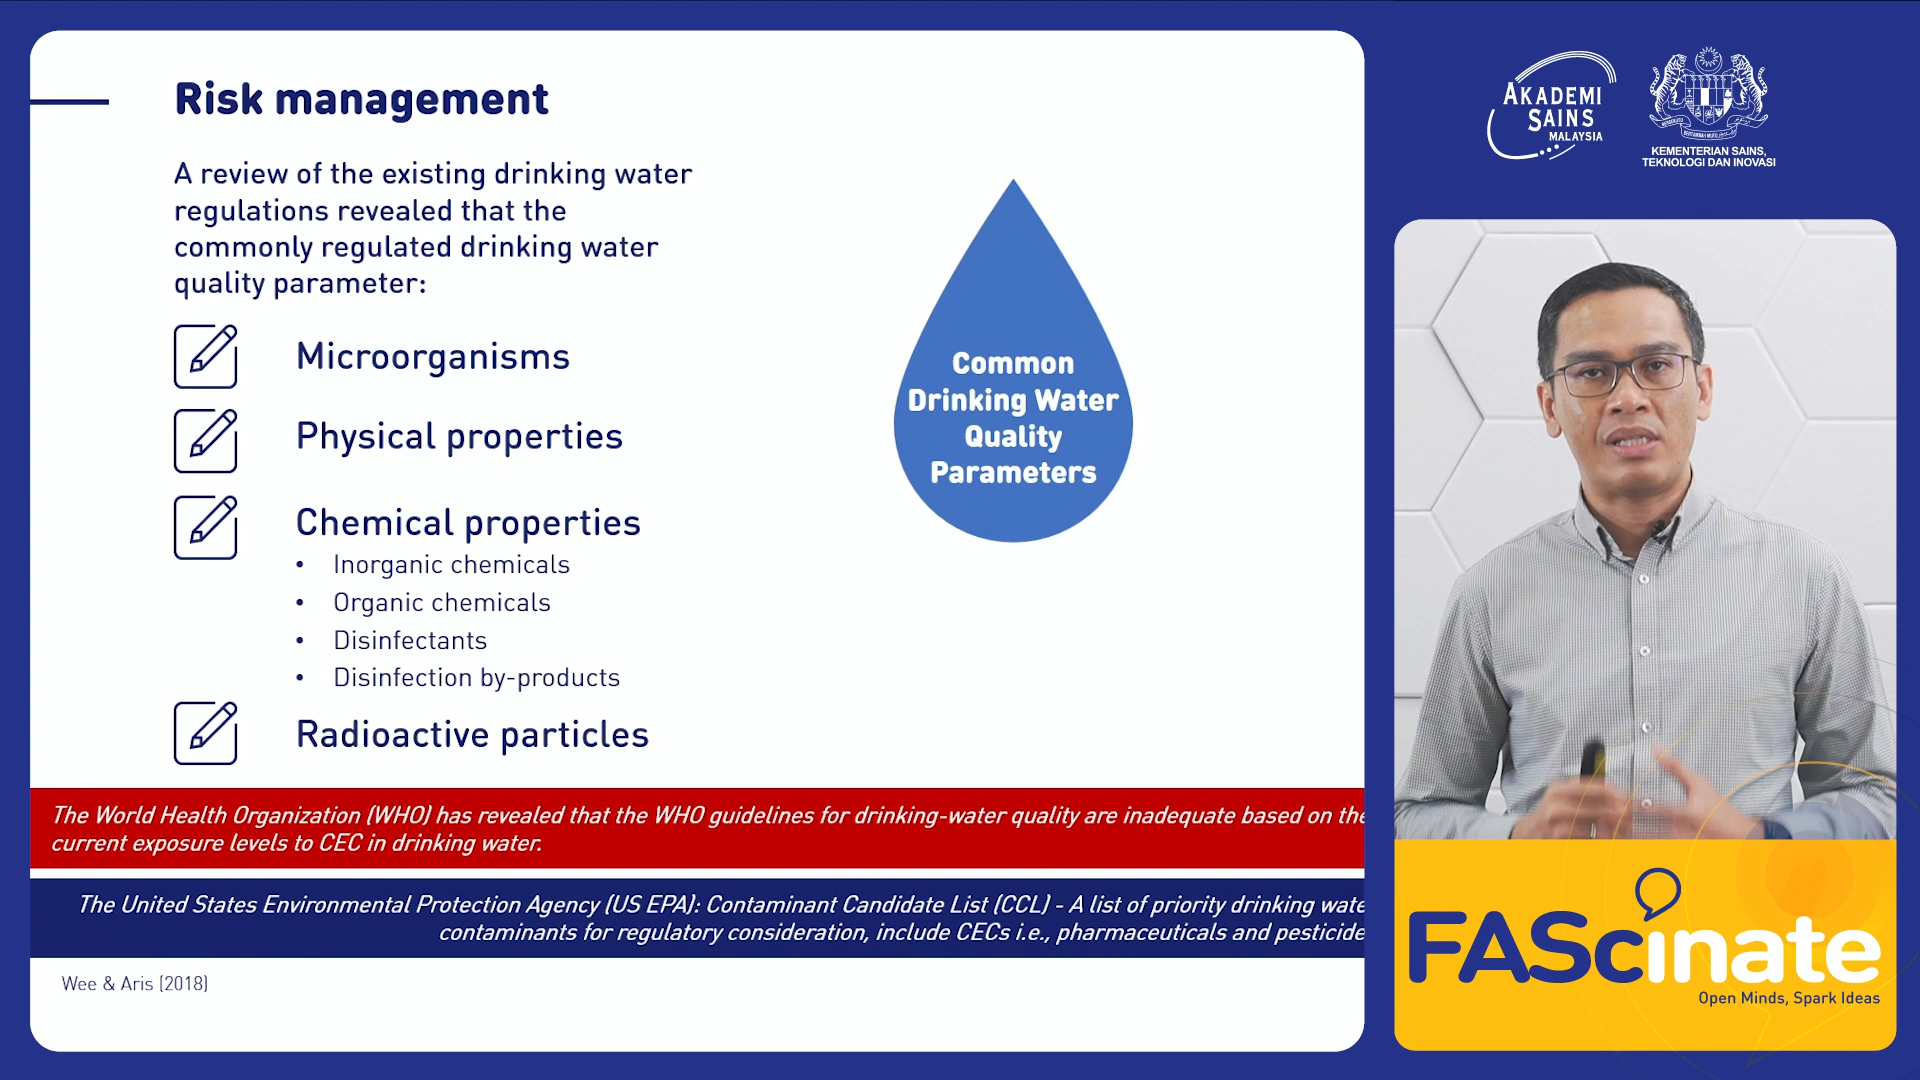 Risk management
A review of the existing drinking water
regulations revealed that the
commonly regulated drinking water
quality parameter:
Microorganisms
Physical properties
Chemical properties
• Inorganic chemicals
• Organic chemicals
• Disinfectants
• Disinfection by-products
Radioactive particles
Common
Drinking Water
Quality
Parameters
The World Health Organization (WHO) has revealed that the WHO guidelines for drinking-water quality are inadequate based on the
current exposure levels to CEC in drinking water.
The United States Environmental Protection Agency (US EPA): Contaminant Candidate List (CCL) - A list of priority drinking wate
contaminants for regulatory consideration, include CECs i.e., pharmaceuticals and pesticide
Wee & Aris (2018)
AKADEMI
SAINS
MALAYSIA
KEMENTERIAN SAINS,
TEKNOLOGI DAN INOVASI
FAScinate
Open Minds, Spark Ideas